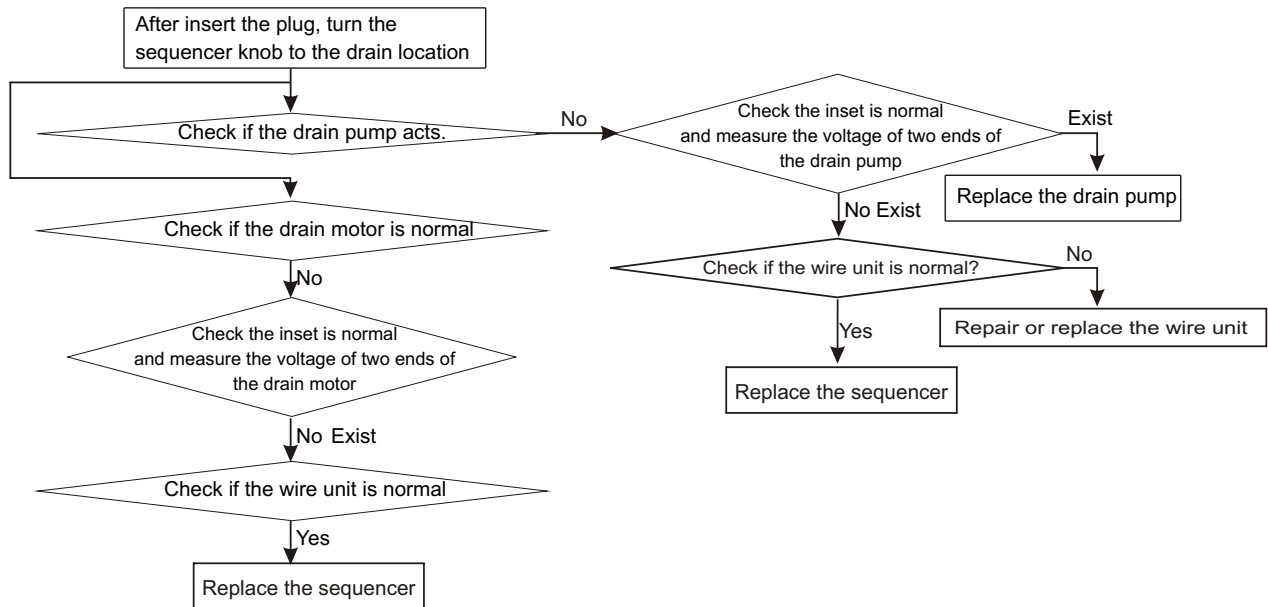 After insert the plug, turn the
sequencer knob to the drain location
Check if the drain pump acts.
No
Check the inset is normal
and measure the voltage of two ends of
the drain pump
Exist
Replace the drain pump
No Exist
Check if the wire unit is normal?
No
Repair or replace the wire unit
Yes
Replace the sequencer
Check if the drain motor is normal
No
Check the inset is normal
and measure the voltage of two ends of
the drain motor
No Exist
Check if the wire unit is normal
Yes
Replace the sequencer